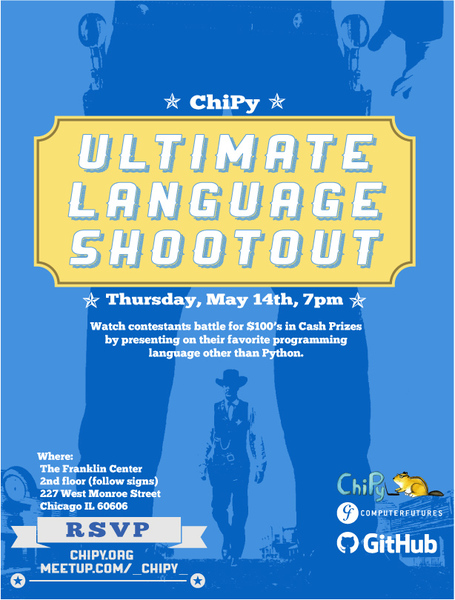 ChiPy
ULTIMATE
LANGUAGE
SHOOTOUT
Thursday, May 14th, 7pm
Watch contestants battle for $100's in Cash Prizes
by presenting on their favorite programming
language other than Python.
Where:
The Franklin Center
2nd floor (follow signs)
227 West Monroe Street
Chicago IL 60606
RSVP
CHIPY.ORG
MEETUP.COM/_CHIPY_
ChiPy
cf COMPUTERFUTURES
GitHub